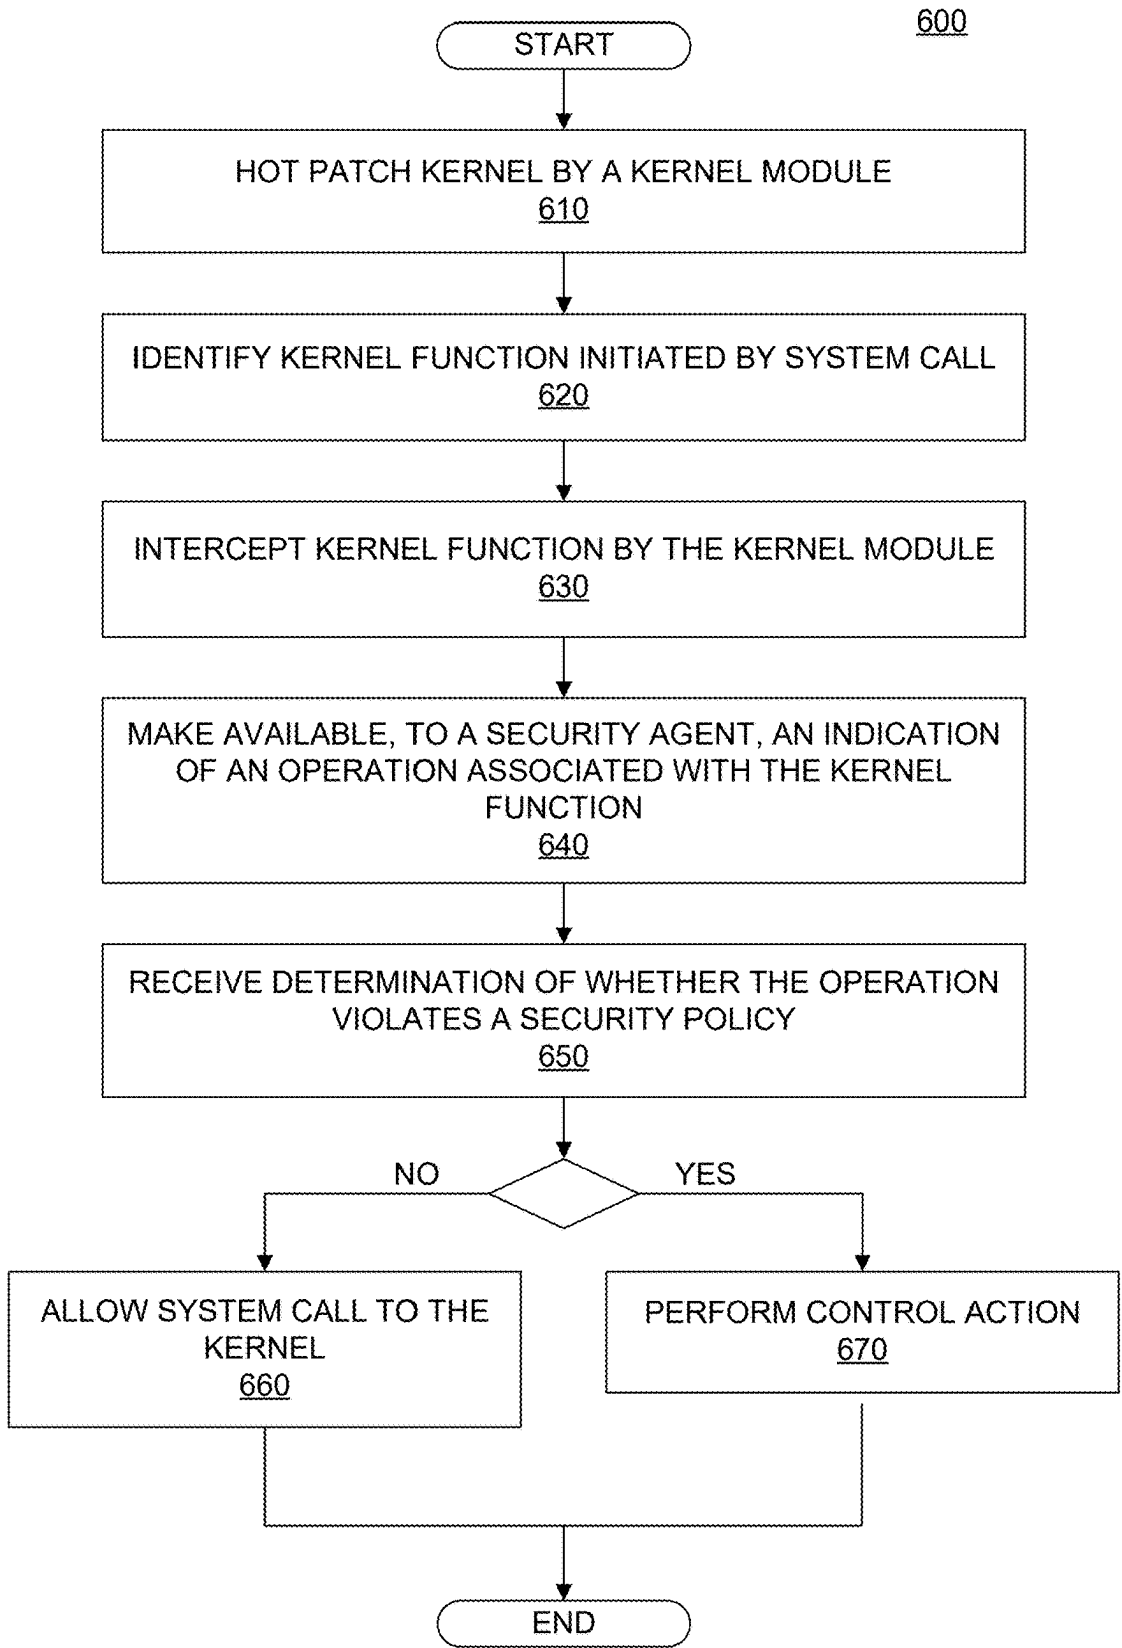 600
START
HOT PATCH KERNEL BY A KERNEL MODULE
610
IDENTIFY KERNEL FUNCTION INITIATED BY SYSTEM CALL
620
INTERCEPT KERNEL FUNCTION BY THE KERNEL MODULE
630
MAKE AVAILABLE, TO A SECURITY AGENT, AN INDICATION
OF AN OPERATION ASSOCIATED WITH THE KERNEL
FUNCTION
640
RECEIVE DETERMINATION OF WHETHER THE OPERATION
VIOLATES A SECURITY POLICY
650
NO
YES
ALLOW SYSTEM CALL TO THE
KERNEL
660
PERFORM CONTROL ACTION
670
END